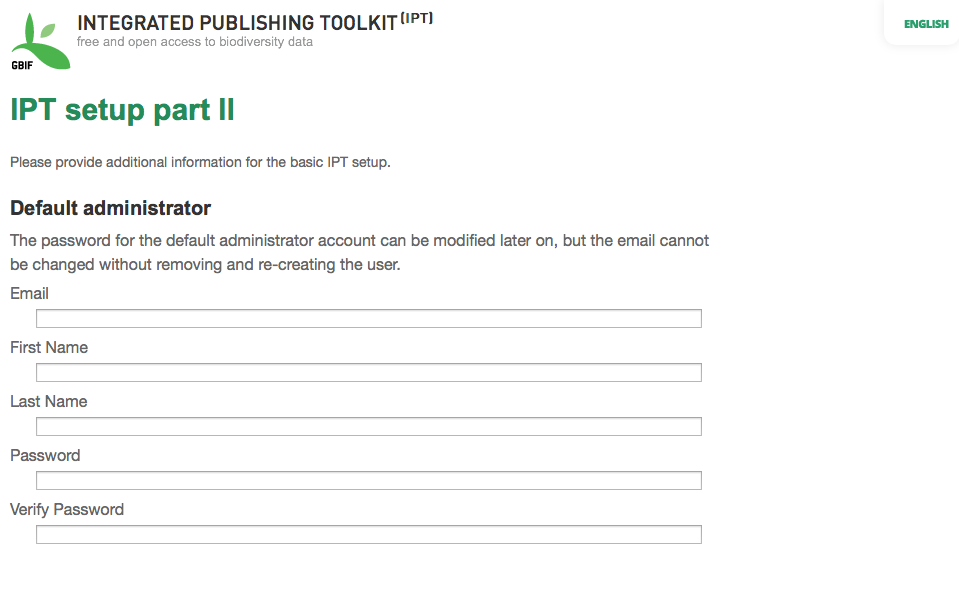 INTEGRATED PUBLISHING TOOLKIT (IPT)
free and open access to biodiversity data
GBIF
ENGLISH
IPT setup part II
Please provide additional information for the basic IPT setup.
Default administrator
The password for the default administrator account can be modified later on, but the email cannot
be changed without removing and re-creating the user.
Email
First Name
Last Name
Password
Verify Password